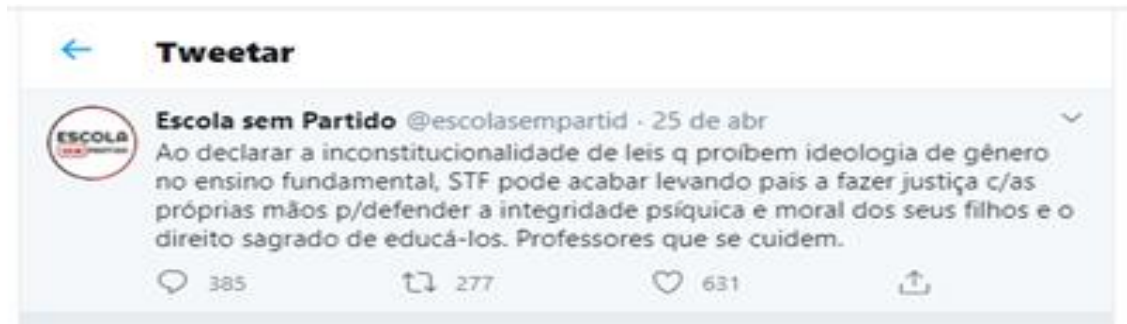 Tweetar
Escola sem Partido @escolasempartid · 25 de abr
ESCOLA
Ao declarar a inconstitucionalidade de leis q proíbem ideologia de gênero
no ensino fundamental, STF pode acabar levando pais a fazer justiça c/as
próprias mãos p/defender a integridade psíquica e moral dos seus filhos e o
direito sagrado de educá-los. Professores que se cuidem.
385 277 631